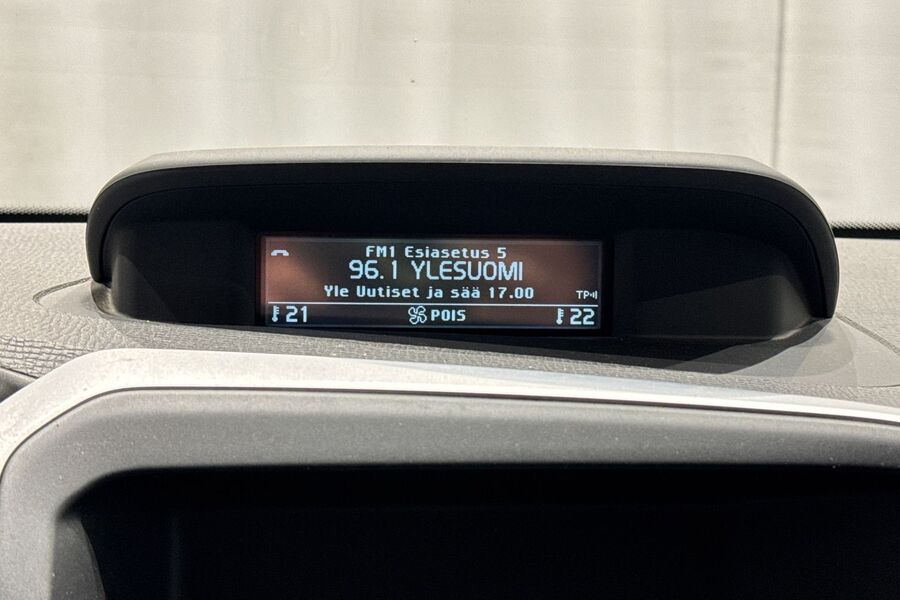 FM1 Esiasetus 5
96.1 YLESUOMI
Yle Uutiset ja sää 17.00
TP
21 POIS 22